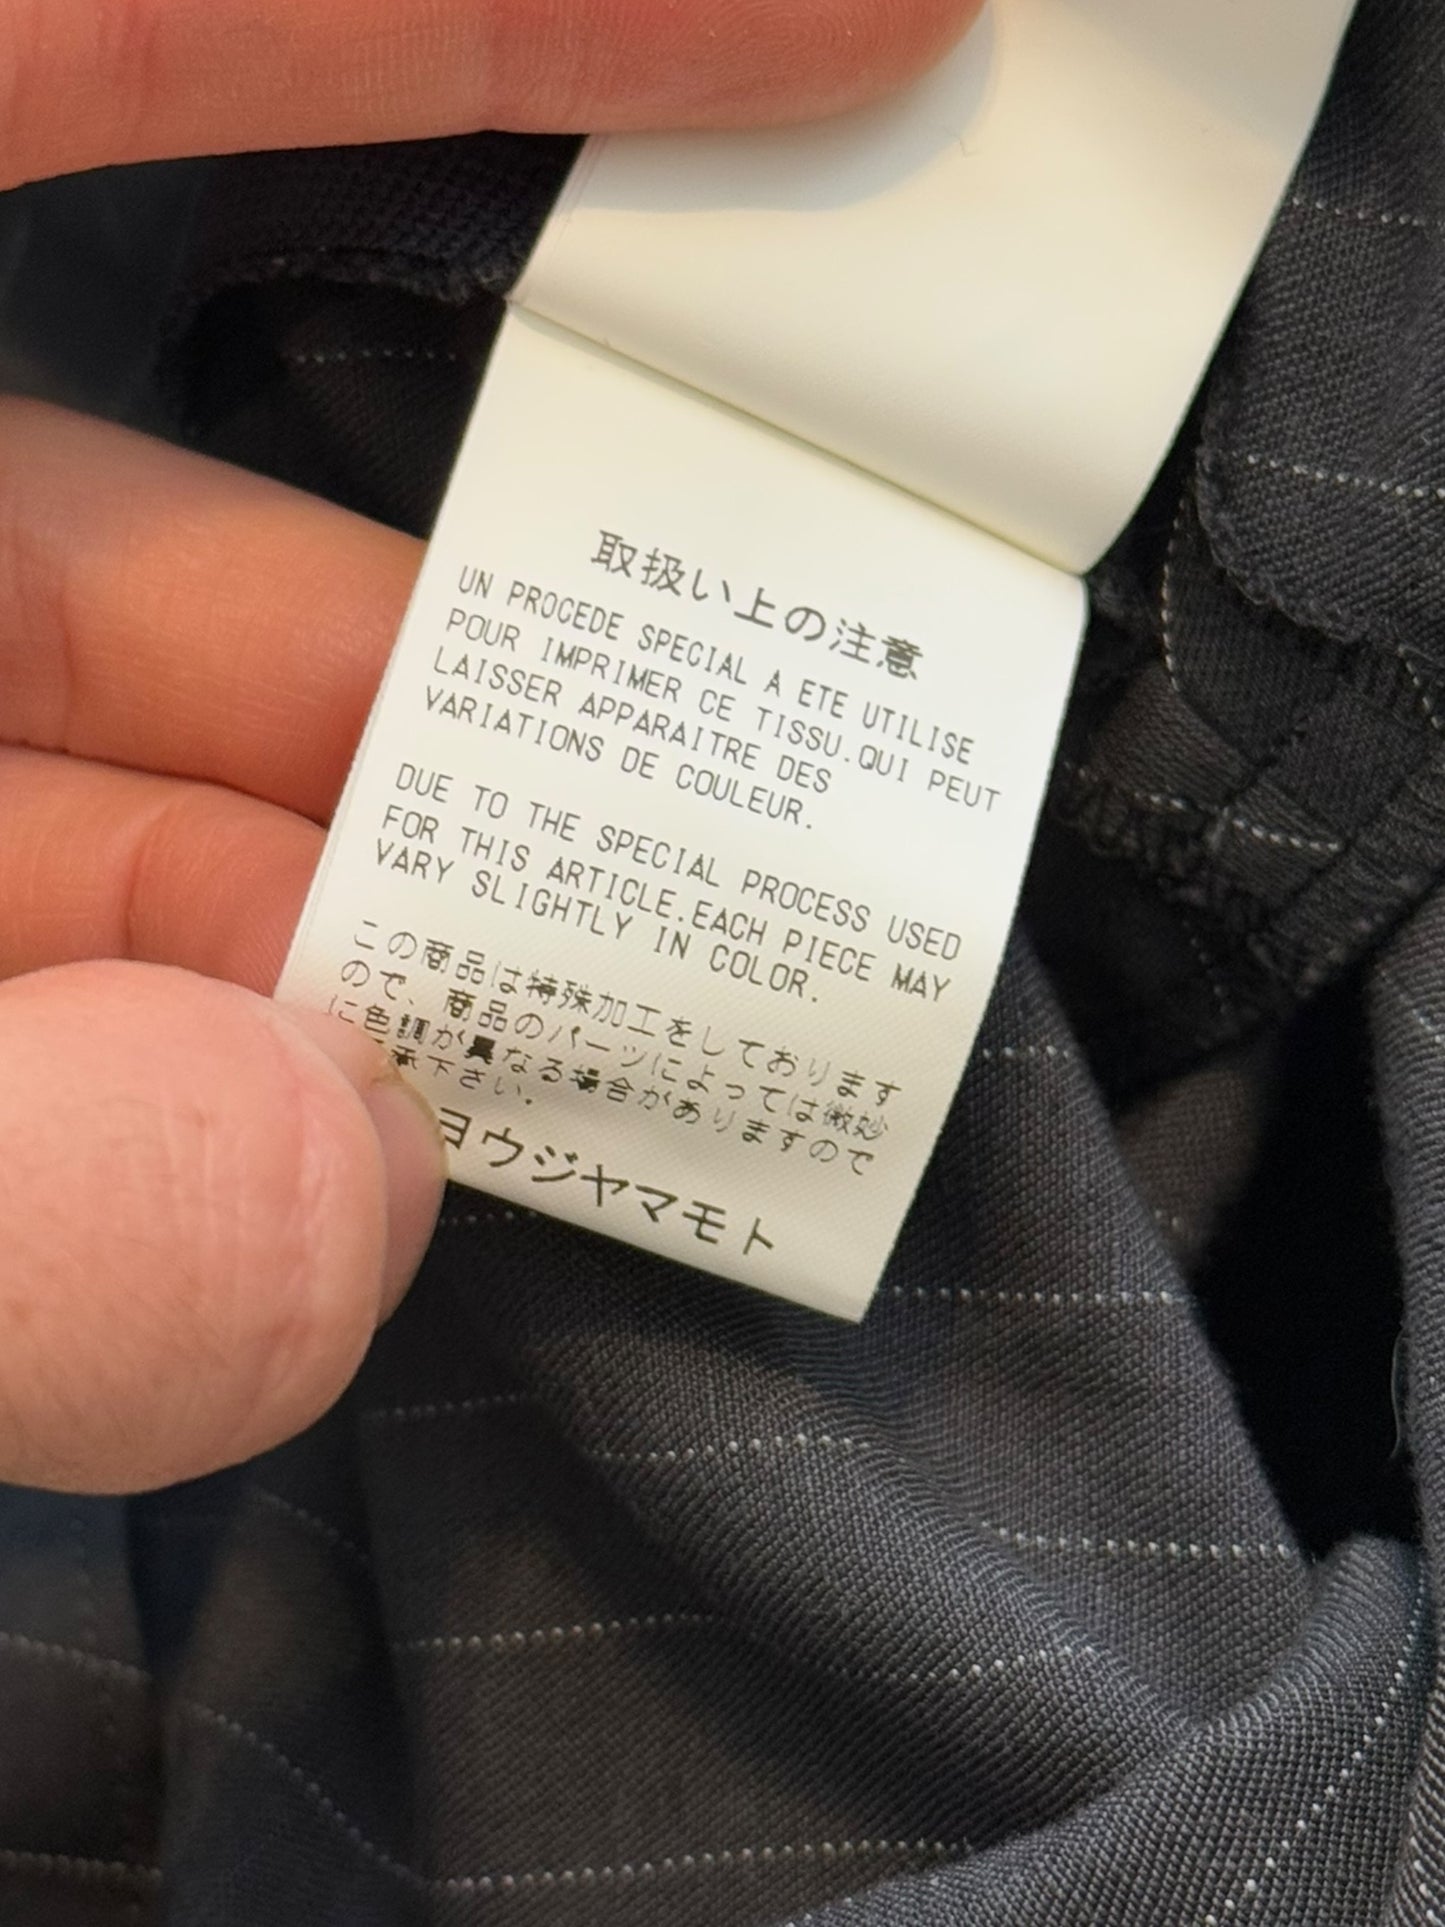 取扱い上の注意
UN PROCEDE SPECIAL A ETE UTILISE
POUR IMPRIMER CE TISSU.QUI PEUT
LAISSER APPARAITRE DES
VARIATIONS DE COULEUR.
DUE TO THE SPECIAL PROCESS USED
FOR THIS ARTICLE.EACH PIECE MAY
VARY SLIGHTLY IN COLOR.
この商品は特殊加工をしております
ので、商品のパーツによっては微妙
に色調が異なる場合がありますので
承下さい.
ヨウジヤマモト